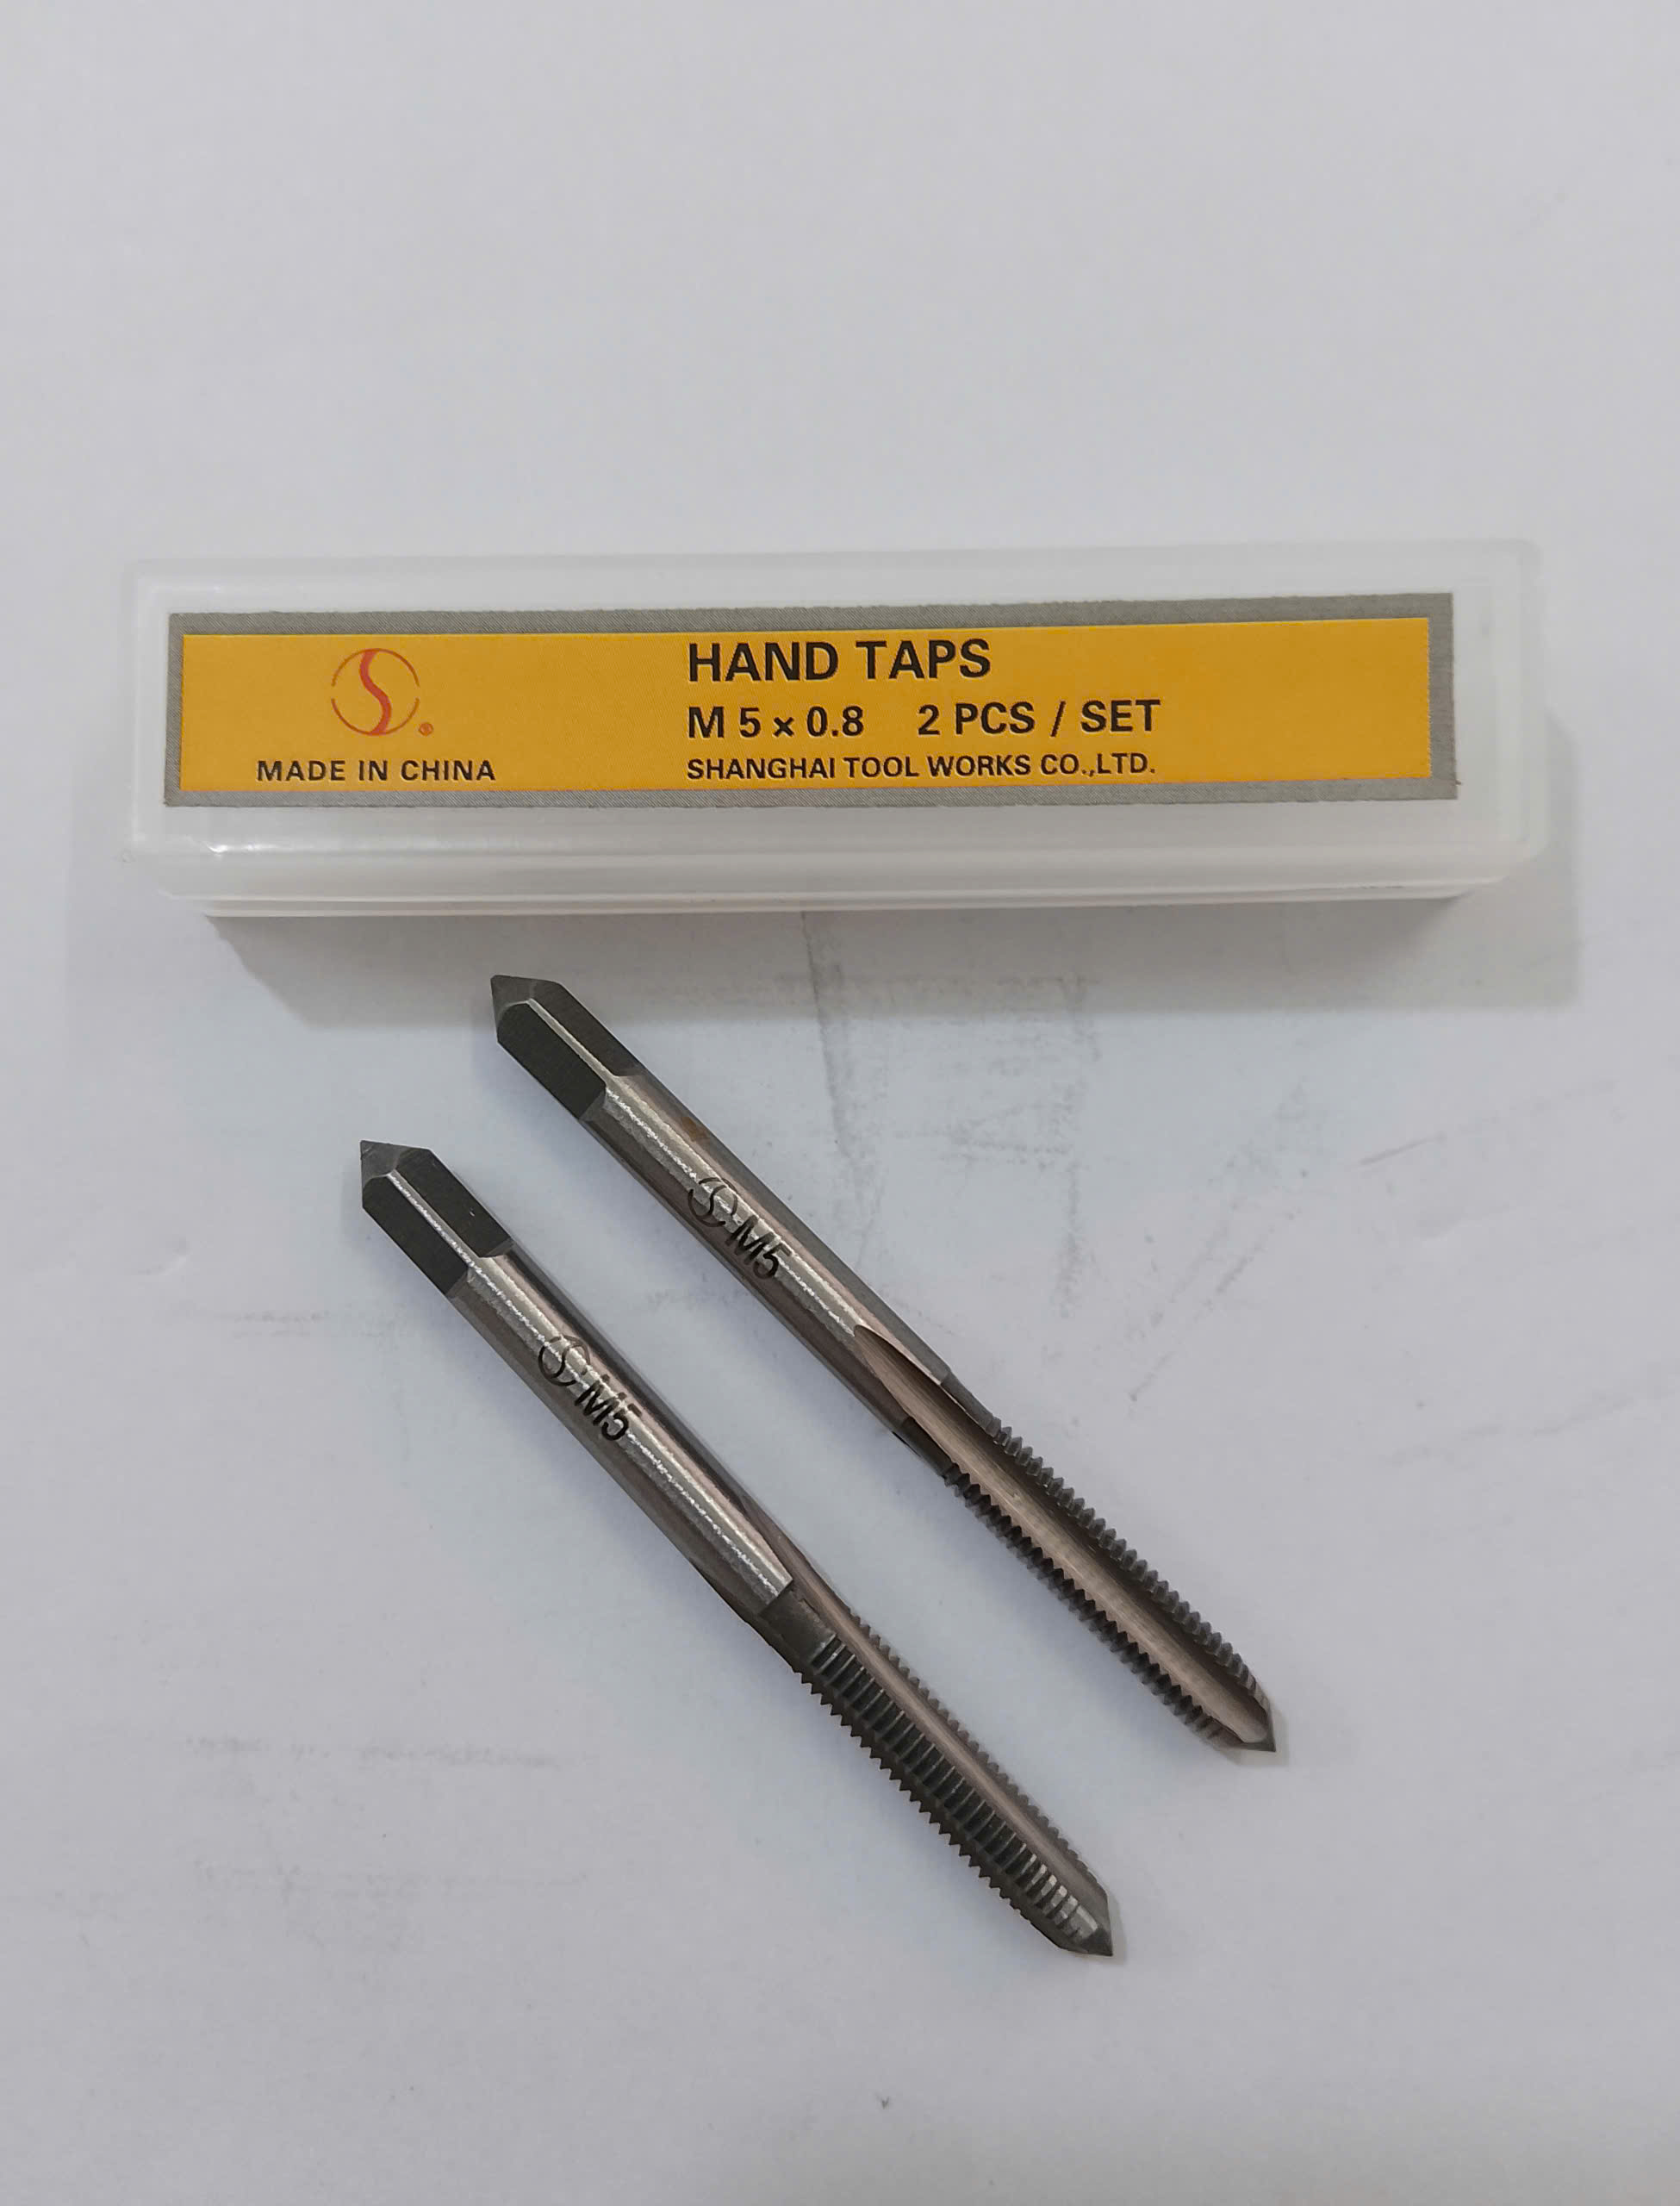 HAND TAPS
M 5 × 0.8 2 PCS / SET
SHANGHAI TOOL WORKS CO.,LTD.
S®
MADE IN CHINA
S M5
S M5